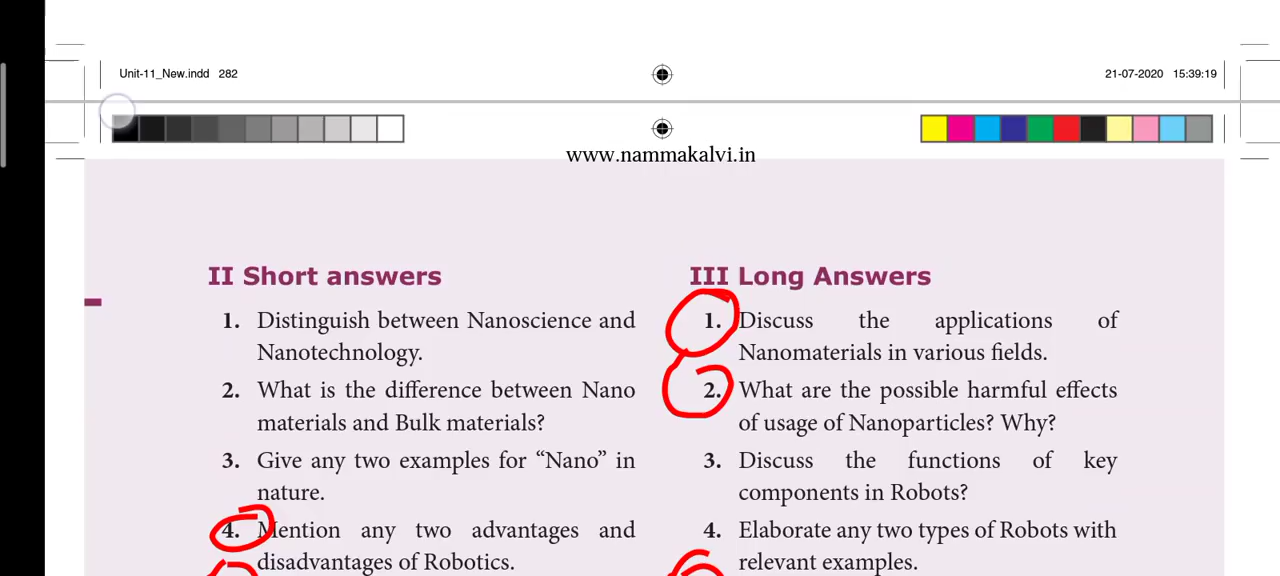 Unit-11_New.indd 282
21-07-2020 15:39:19
www.nammakalvi.in
II Short answers
1. Distinguish between Nanoscience and
Nanotechnology.
2. What is the difference between Nano
materials and Bulk materials?
3. Give any two examples for “Nano” in
nature.
4. Mention any two advantages and
disadvantages of Robotics.
III Long Answers
1. Discuss the applications of
Nanomaterials in various fields.
2. What are the possible harmful effects
of usage of Nanoparticles? Why?
3. Discuss the functions of key
components in Robots?
4. Elaborate any two types of Robots with
relevant examples.